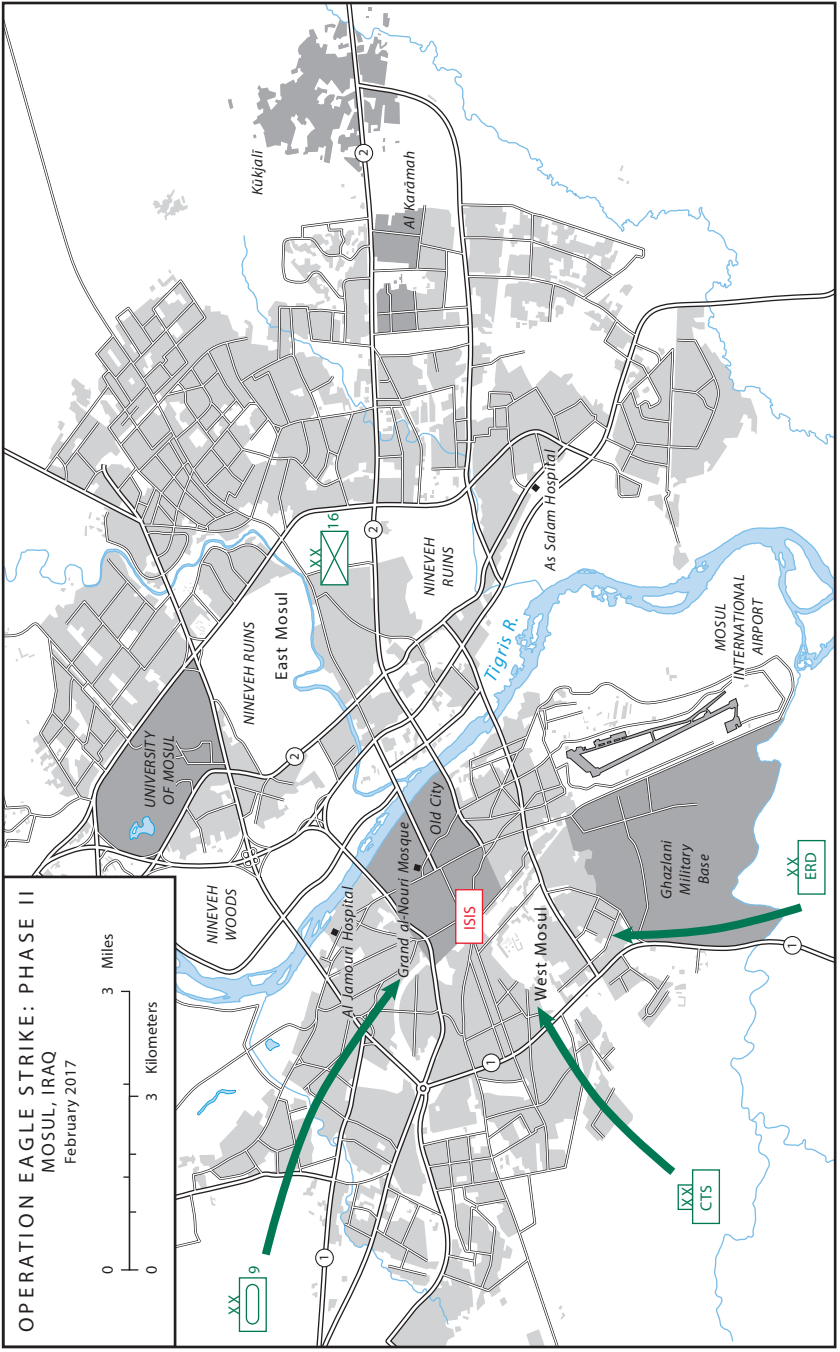 OPERATION EAGLE STRIKE: PHASE II
MOSUL, IRAQ
February 2017
0
3
Miles
0
3
Kilometers
XX
9
1
NINEVEH
WOODS
UNIVERSITY
OF MOSUL
NINEVEH RUINS
East Mosul
XX
16
2
2
NINEVEH
RUINS
Kūkjalī
2
Al Karāmah
As Salam Hospital
Tigris R.
Al Jamouri Hospital
Grand al-Nouri Mosque
Old City
ISIS
West Mosul
1
MOSUL
INTERNATIONAL
AIRPORT
Ghazlani
Military
Base
XX
CTS
XX
ERD
1